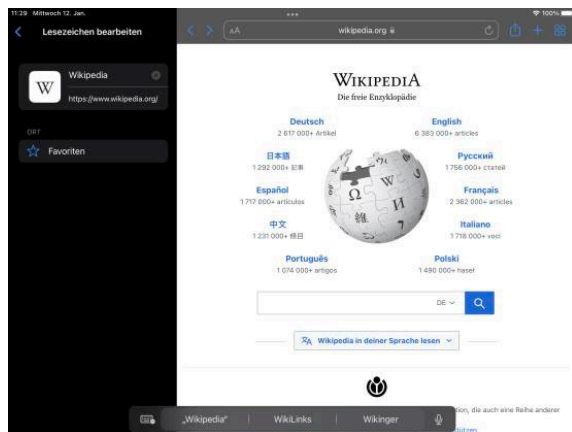 11:29 Mittwoch 12. Jan.
100%
Lesezeichen bearbeiten
AA
wikipedia.org
Wikipedia
https://www.wikipedia.org/
ORT
Favoriten
WIKIPEDIA
Die freie Enzyklopädie
Deutsch
2 617 000+ Artikel
English
6 383 000+ articles
日本語
1 292 000+ 記事
Русский
1 756 000+ статей
Español
1 717 000+ artículos
Français
2 362 000+ articles
中文
1 231 000+ 條目
Italiano
1 718 000+ voci
Português
1 074 000+ artigos
Polski
1 490 000+ haseł
DE
Wikipedia in deiner Sprache lesen
„Wikipedia“
WikiLinks
Wikinger
die auch eine Reihe anderer